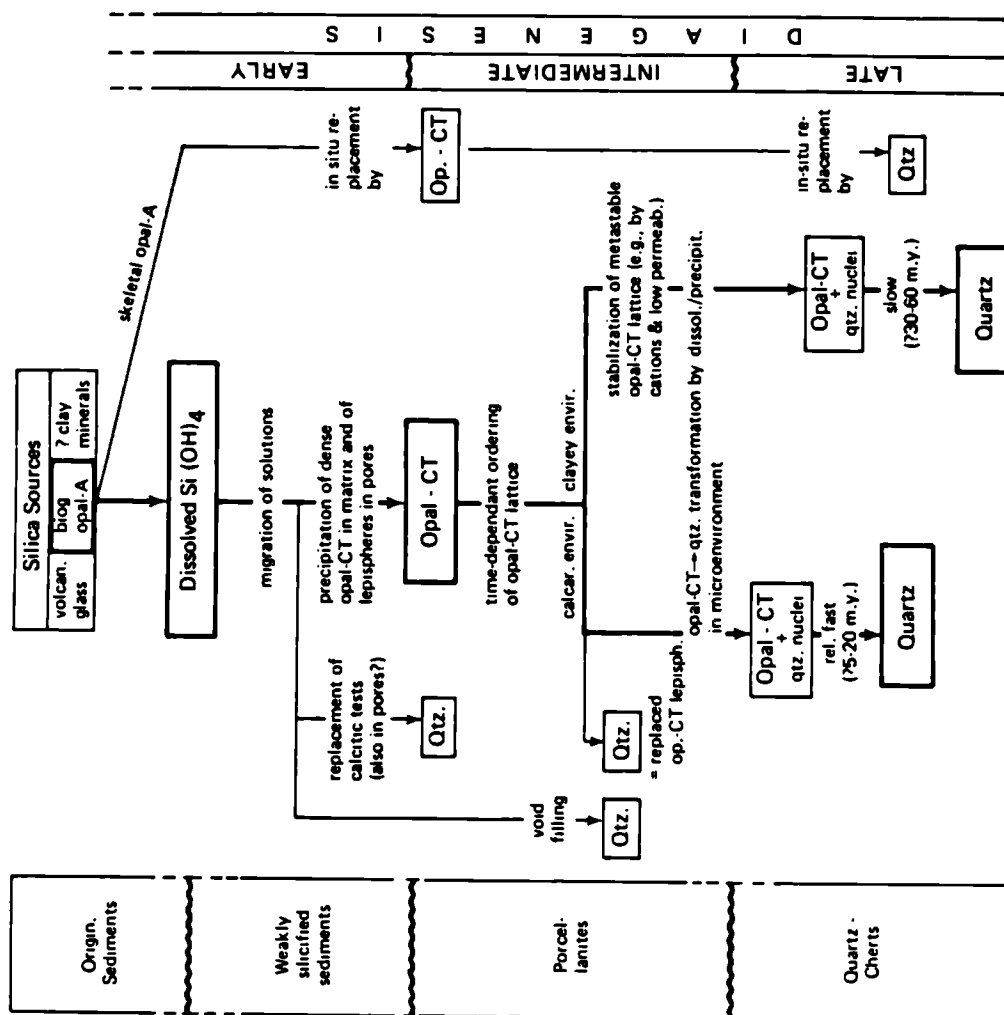 Silica Sources
volcan.
glass
biog
opal-A
? clay
minerals
skeletal opal-A
Dissolved Si (OH)4
migration of solutions
replacement of
calcitic tests
(also in pores?)
Qtz.
void
filling
Qtz.
precipitation of dense
opal-CT in matrix and of
lepispheres in pores
Opal - CT
time-dependant ordering
of opal-CT lattice
in situ re-
placement
by
Op. - CT
calcar. envir.
clayey envir.
Qtz.
= replaced
op.-CT lepisph.
stabilization of metastable
opal-CT lattice (e.g., by
cations & low permeab.)
opal-CT→qtz. transformation by dissol./precipit.
in microenvironment
Opal - CT
+
qtz. nuclei
rel. fast
(?5-20 m.y.)
Quartz
Opal-CT
+
qtz. nuclei
slow
(?30-60 m.y.)
Quartz
in-situ re-
placement
by
Qtz
Origin.
Sediments
Weakly
silicified
sediments
Porcel-
lanites
Quartz -
Cherts
EARLY
INTERMEDIATE
LATE
DIAGENESIS